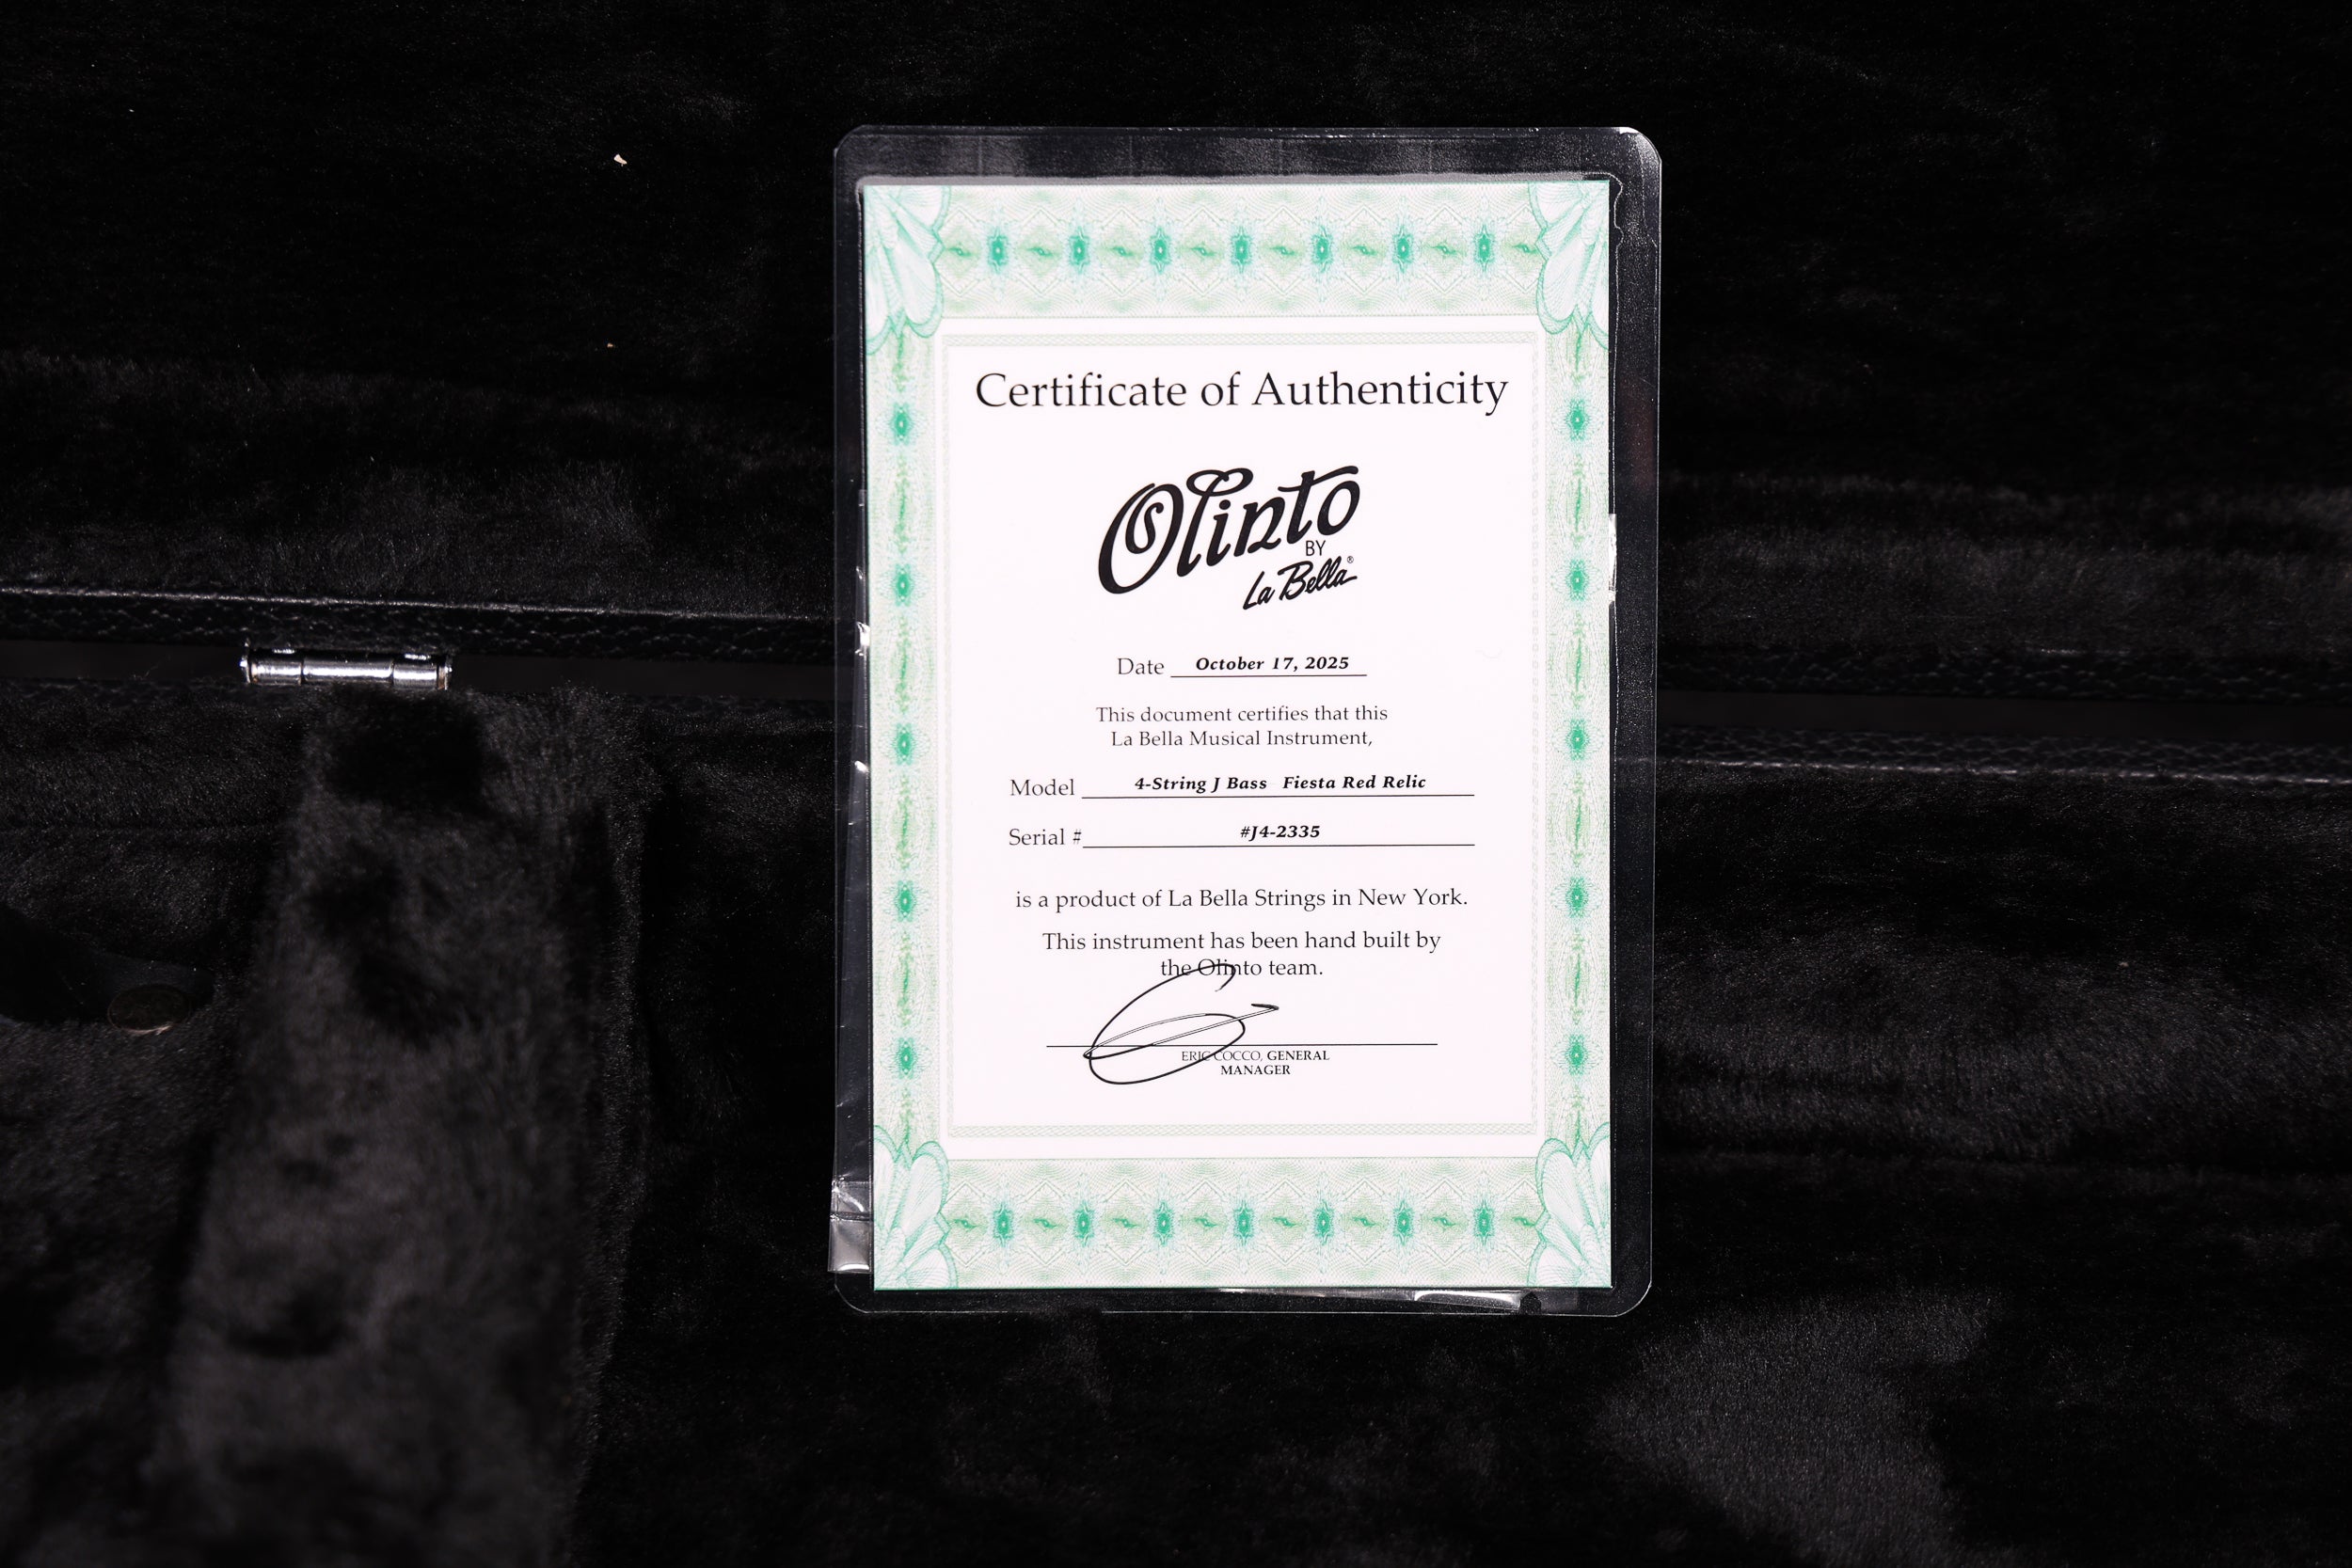 Certificate of Authenticity
Olinto
BY
La Bella®
Date October 17, 2025
This document certifies that this
La Bella Musical Instrument,
Model 4-String J Bass Fiesta Red Relic
Serial # #J4-2335
is a product of La Bella Strings in New York.
This instrument has been hand built by
the Olinto team.
ERIC COCCO, GENERAL
MANAGER